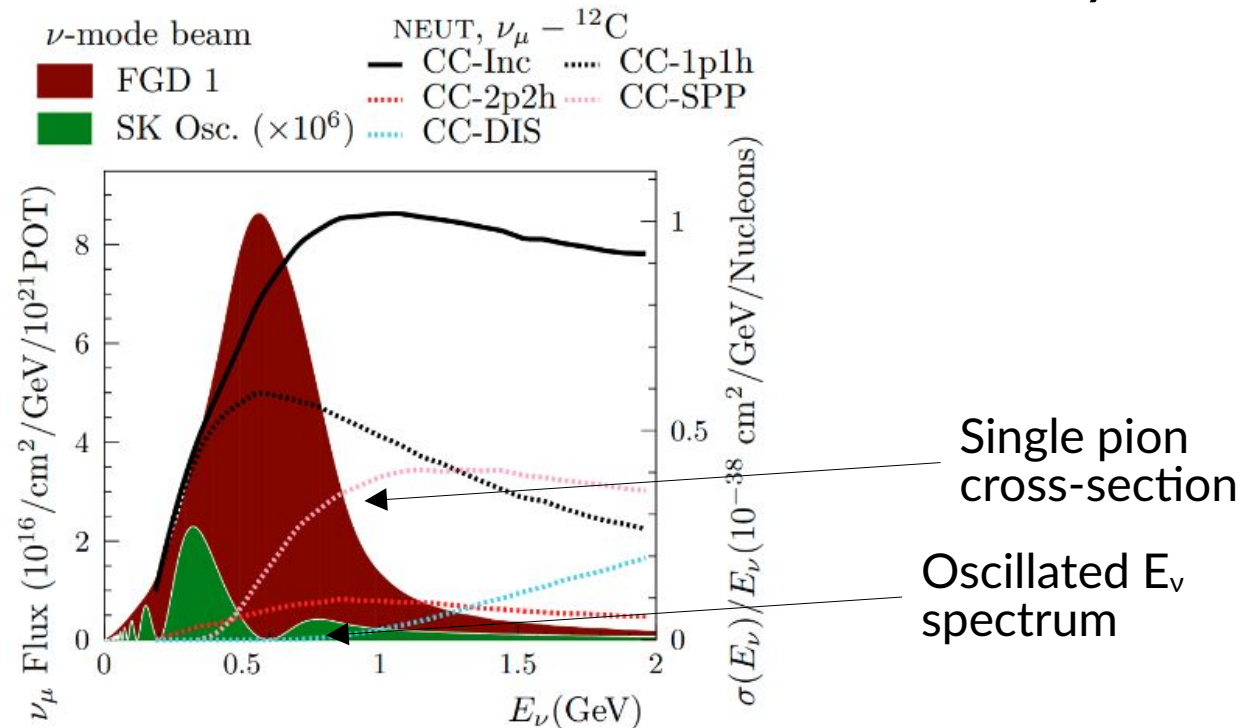 ν-mode beam
FGD 1
SK Osc. (×10⁶)
NEUT, ν_μ − ¹²C
CC-Inc
CC-1p1h
CC-2p2h
CC-SPP
CC-DIS
ν_μ Flux (10¹⁶/cm²/GeV/10²¹POT)
8
6
4
2
0
0 0.5 1 1.5 2
E_ν(GeV)
1
0.5
0
σ(E_ν)/E_ν(10⁻³⁸ cm²/GeV/Nucleons)
Single pion
cross-section
Oscillated E_ν
spectrum